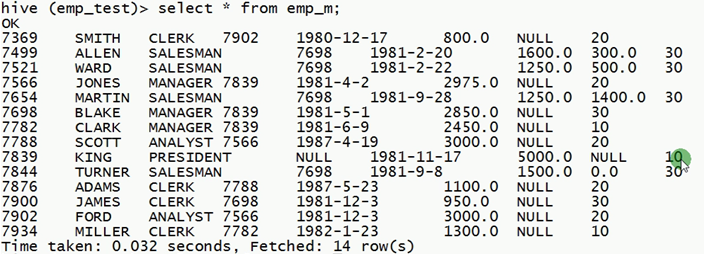 hive (emp_test)> select * from emp_m;
OK
7369 SMITH CLERK 7902 1980-12-17 800.0 NULL 20
7499 ALLEN SALESMAN 7698 1981-2-20 1600.0 300.0 30
7521 WARD SALESMAN 7698 1981-2-22 1250.0 500.0 30
7566 JONES MANAGER 7839 1981-4-2 2975.0 NULL 20
7654 MARTIN SALESMAN 7698 1981-9-28 1250.0 1400.0 30
7698 BLAKE MANAGER 7839 1981-5-1 2850.0 NULL 30
7782 CLARK MANAGER 7839 1981-6-9 2450.0 NULL 10
7788 SCOTT ANALYST 7566 1987-4-19 3000.0 NULL 20
7839 KING PRESIDENT NULL 1981-11-17 5000.0 NULL 10
7844 TURNER SALESMAN 7698 1981-9-8 1500.0 0.0 30
7876 ADAMS CLERK 7788 1987-5-23 1100.0 NULL 20
7900 JAMES CLERK 7698 1981-12-3 950.0 NULL 30
7902 FORD ANALYST 7566 1981-12-3 3000.0 NULL 20
7934 MILLER CLERK 7782 1982-1-23 1300.0 NULL 10
Time taken: 0.032 seconds, Fetched: 14 row(s)